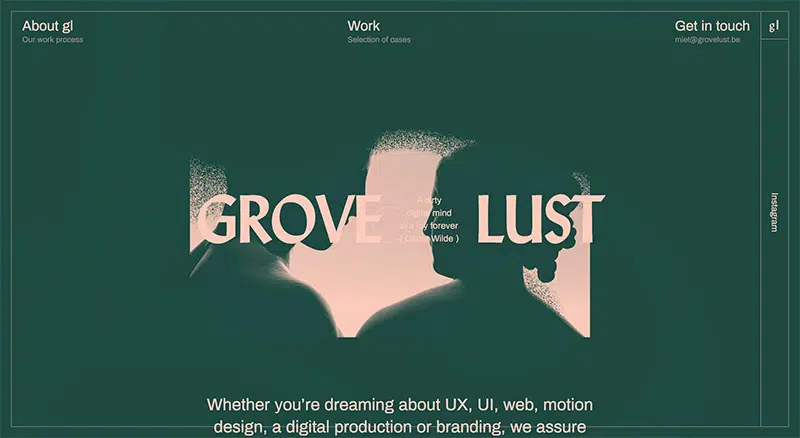 About gl
Our work process
Work
Selection of cases
Get in touch
miet@grovelust.be
gl
GROVE LUST
A dirty
digital mind
is a joy forever
( Oscar Wilde )
Instagram
Whether you're dreaming about UX, UI, web, motion
design, a digital production or branding, we assure